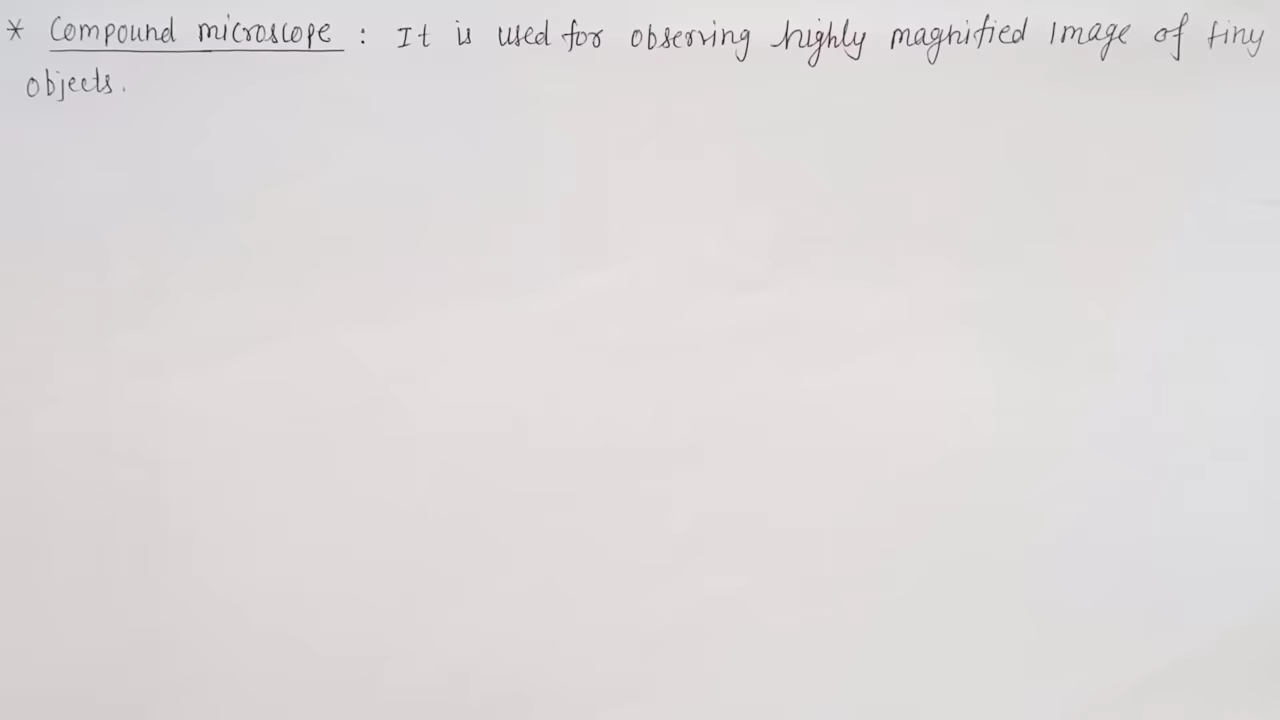 * Compound microscope : It is used for observing highly magnified Image of tiny
objects.